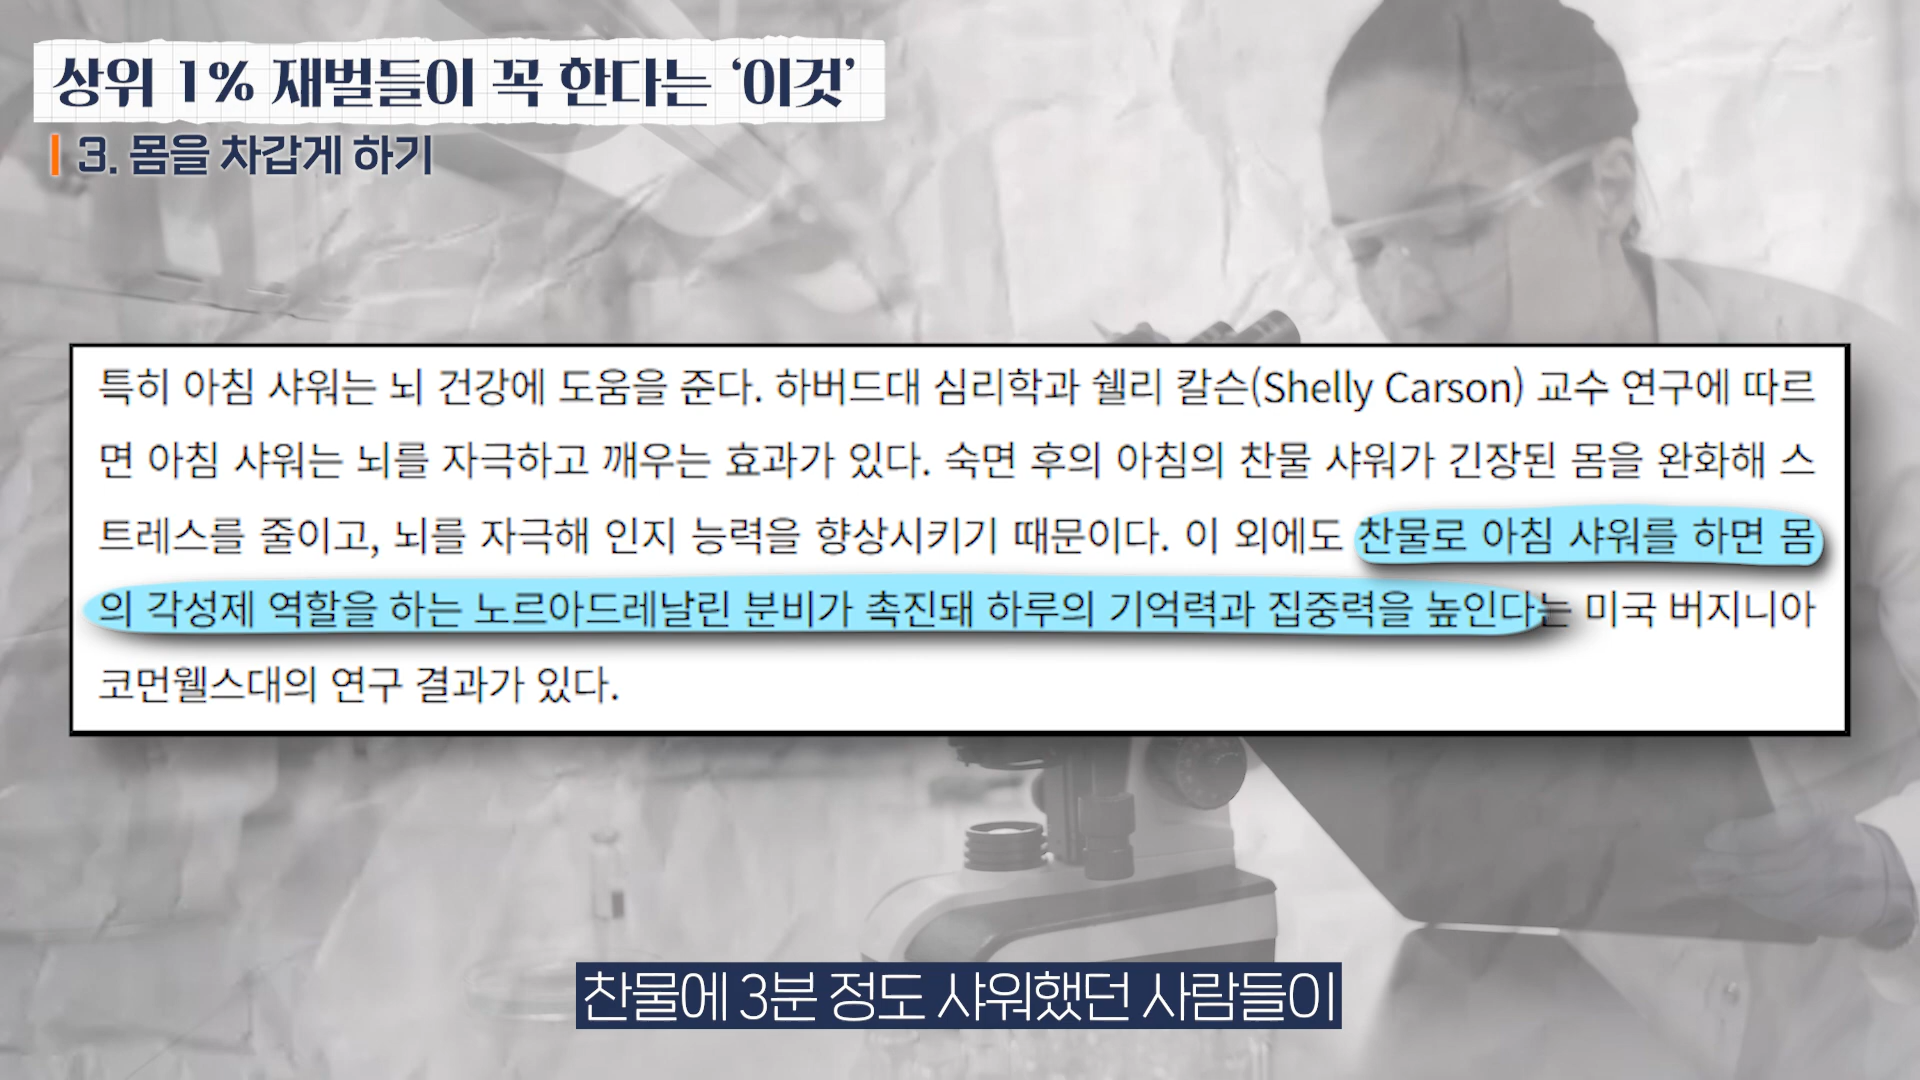 상위 1% 재벌들이 꼭 한다는 ‘이것’
3. 몸을 차갑게 하기
특히 아침 샤워는 뇌 건강에 도움을 준다. 하버드대 심리학과 쉘리 칼슨(Shelly Carson) 교수 연구에 따르
면 아침 샤워는 뇌를 자극하고 깨우는 효과가 있다. 숙면 후의 아침의 찬물 샤워가 긴장된 몸을 완화해 스
트레스를 줄이고, 뇌를 자극해 인지 능력을 향상시키기 때문이다. 이 외에도 찬물로 아침 샤워를 하면 몸
의 각성제 역할을 하는 노르아드레날린 분비가 촉진돼 하루의 기억력과 집중력을 높인다는 미국 버지니아
코먼웰스대의 연구 결과가 있다.
찬물에 3분 정도 샤워했던 사람들이